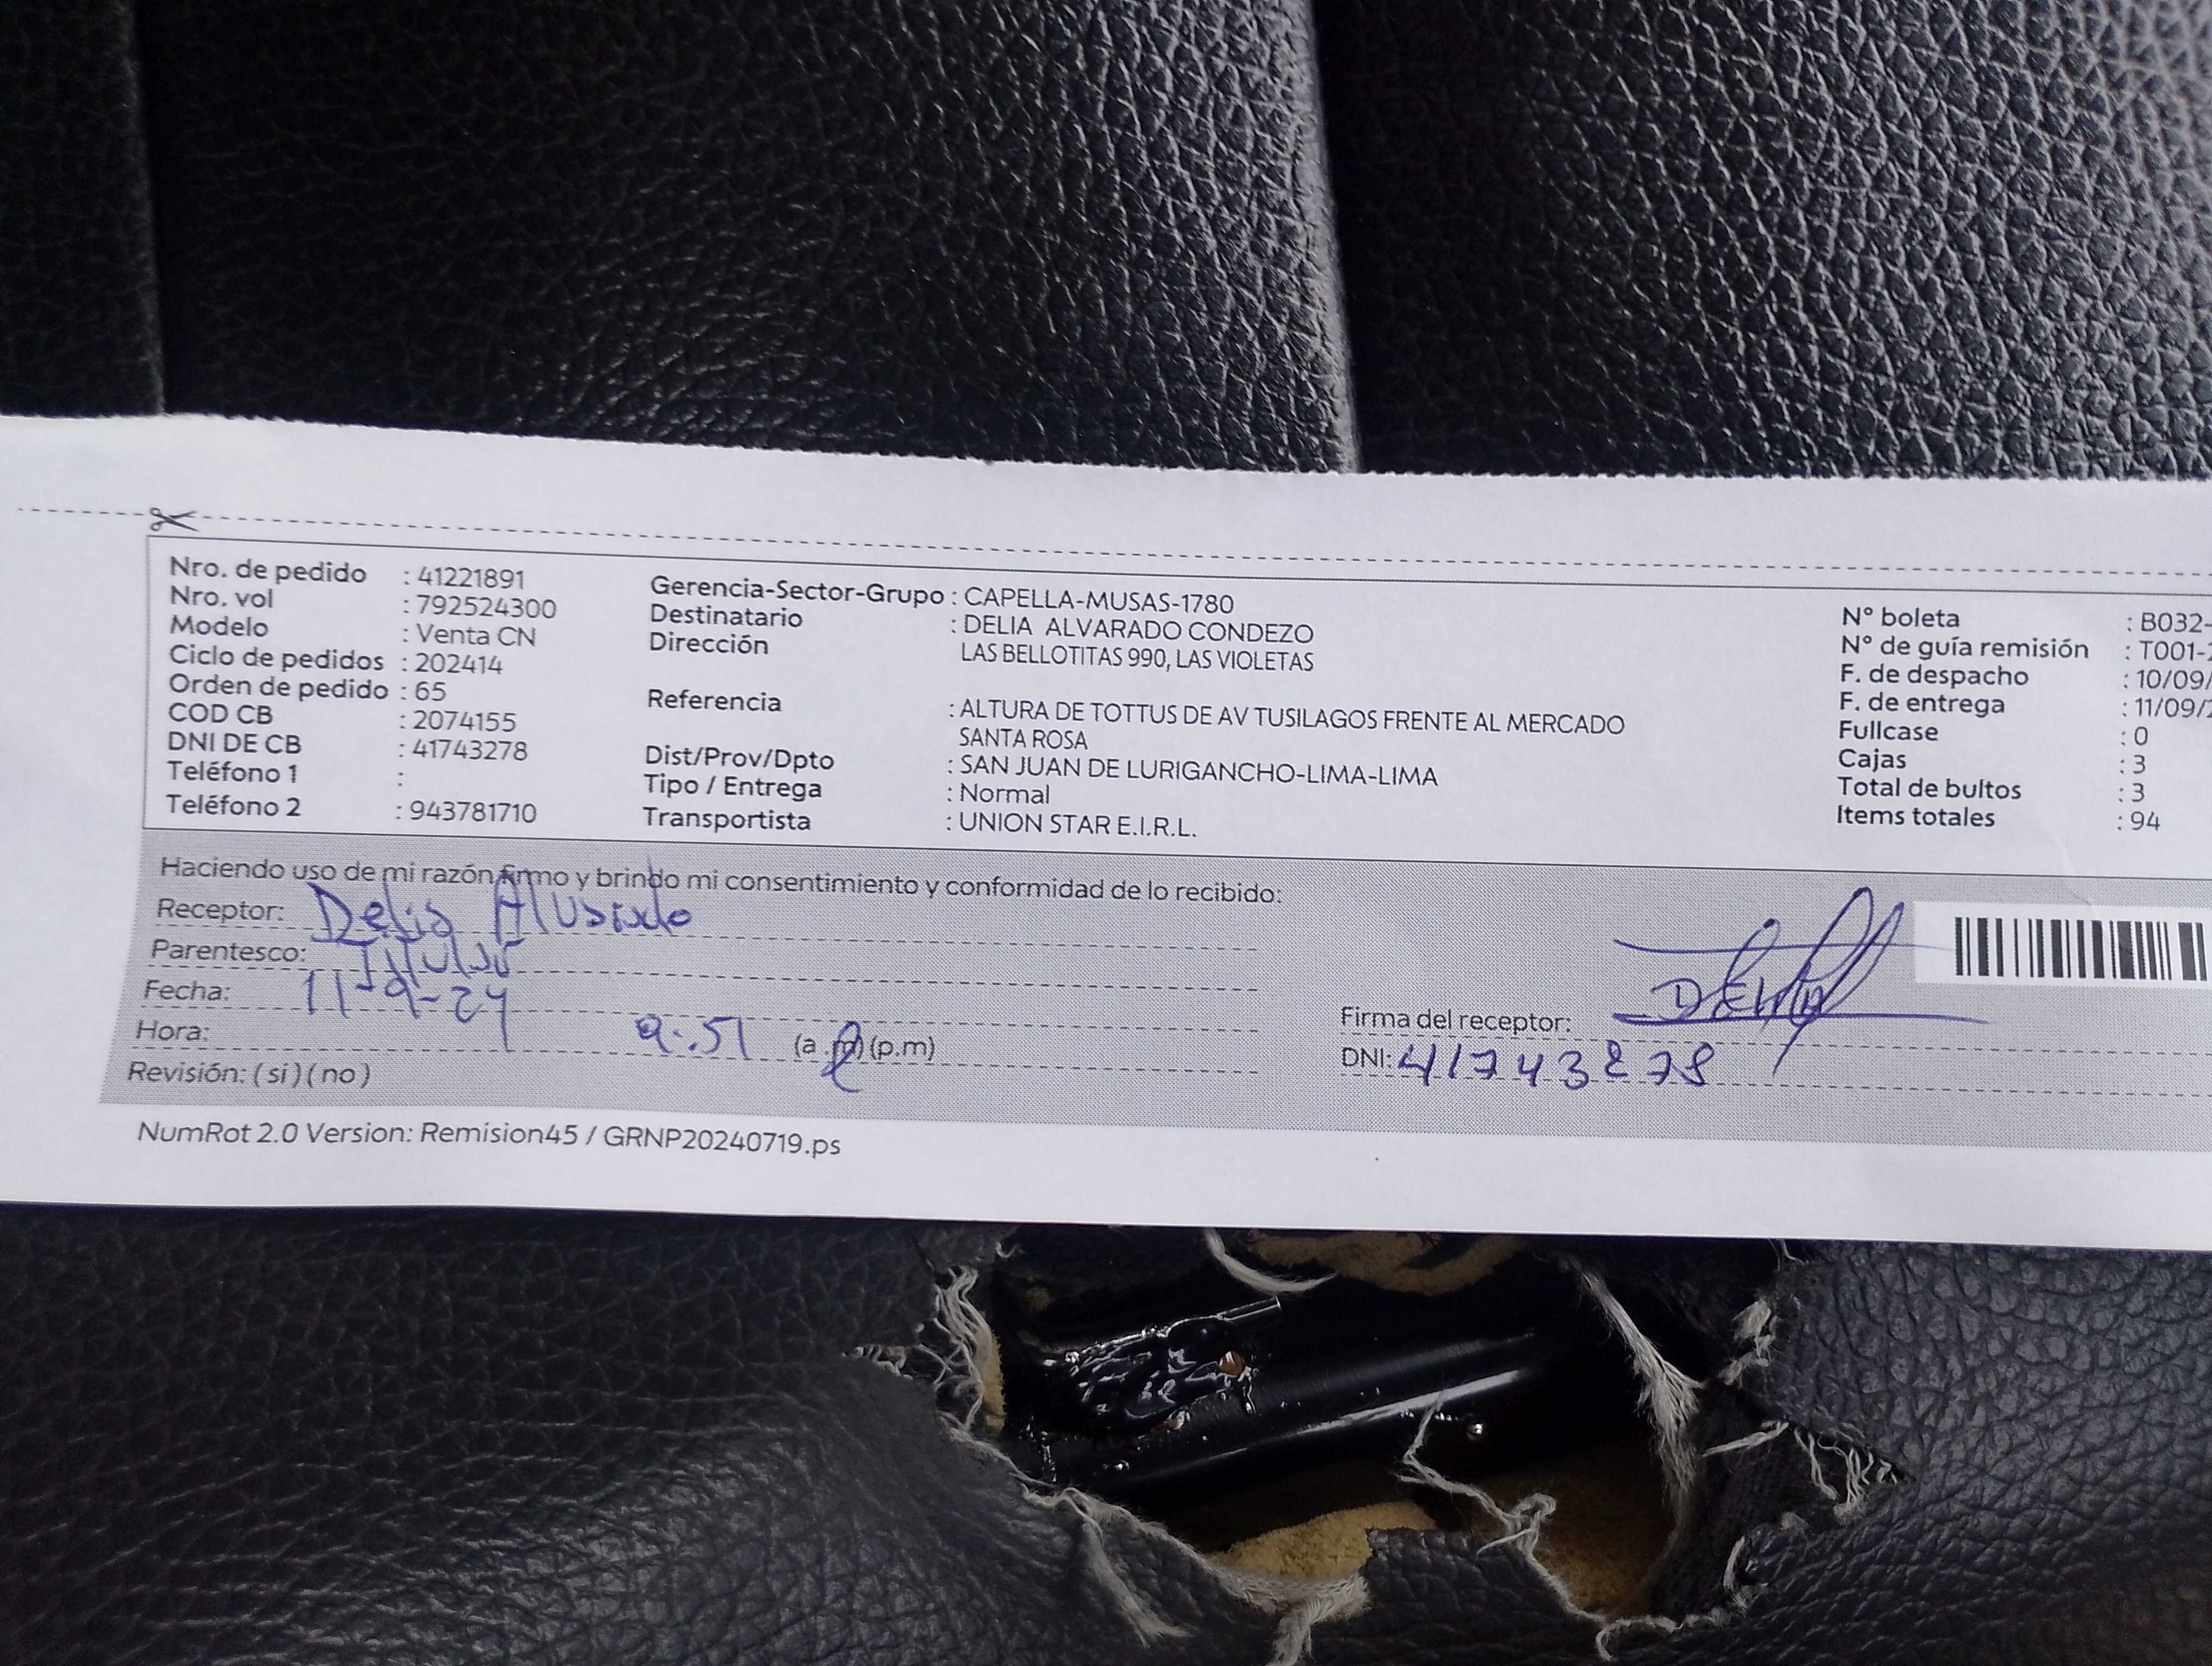 Nro. de pedido : 41221891
Nro. vol : 792524300
Modelo : Venta CN
Ciclo de pedidos : 202414
Orden de pedido : 65
COD CB : 2074155
DNI DE CB : 41743278
Teléfono 1 :
Teléfono 2 : 943781710
Gerencia-Sector-Grupo : CAPELLA-MUSAS-1780
Destinatario : DELIA ALVARADO CONDEZO
Dirección LAS BELLOTITAS 990, LAS VIOLETAS
Referencia : ALTURA DE TOTTUS DE AV TUSILAGOS FRENTE AL MERCADO
SANTA ROSA
Dist/Prov/Dpto : SAN JUAN DE LURIGANCHO-LIMA-LIMA
Tipo / Entrega : Normal
Transportista : UNION STAR E.I.R.L.
N° boleta : B032-
N° de guía remisión : T001-
F. de despacho : 10/09/
F. de entrega : 11/09/
Fullcase : 0
Cajas : 3
Total de bultos : 3
Items totales : 94
Haciendo uso de mi razón firmo y brindo mi consentimiento y conformidad de lo recibido:
Receptor: Delia Alvarado
Parentesco: Titular
Fecha: 11-9-24
Hora: 9:51 (a.m) (p.m)
Revisión: (si) (no)
Firma del receptor: DELIA
DNI: 41743278
NumRot 2.0 Version: Remision45 / GRNP20240719.ps